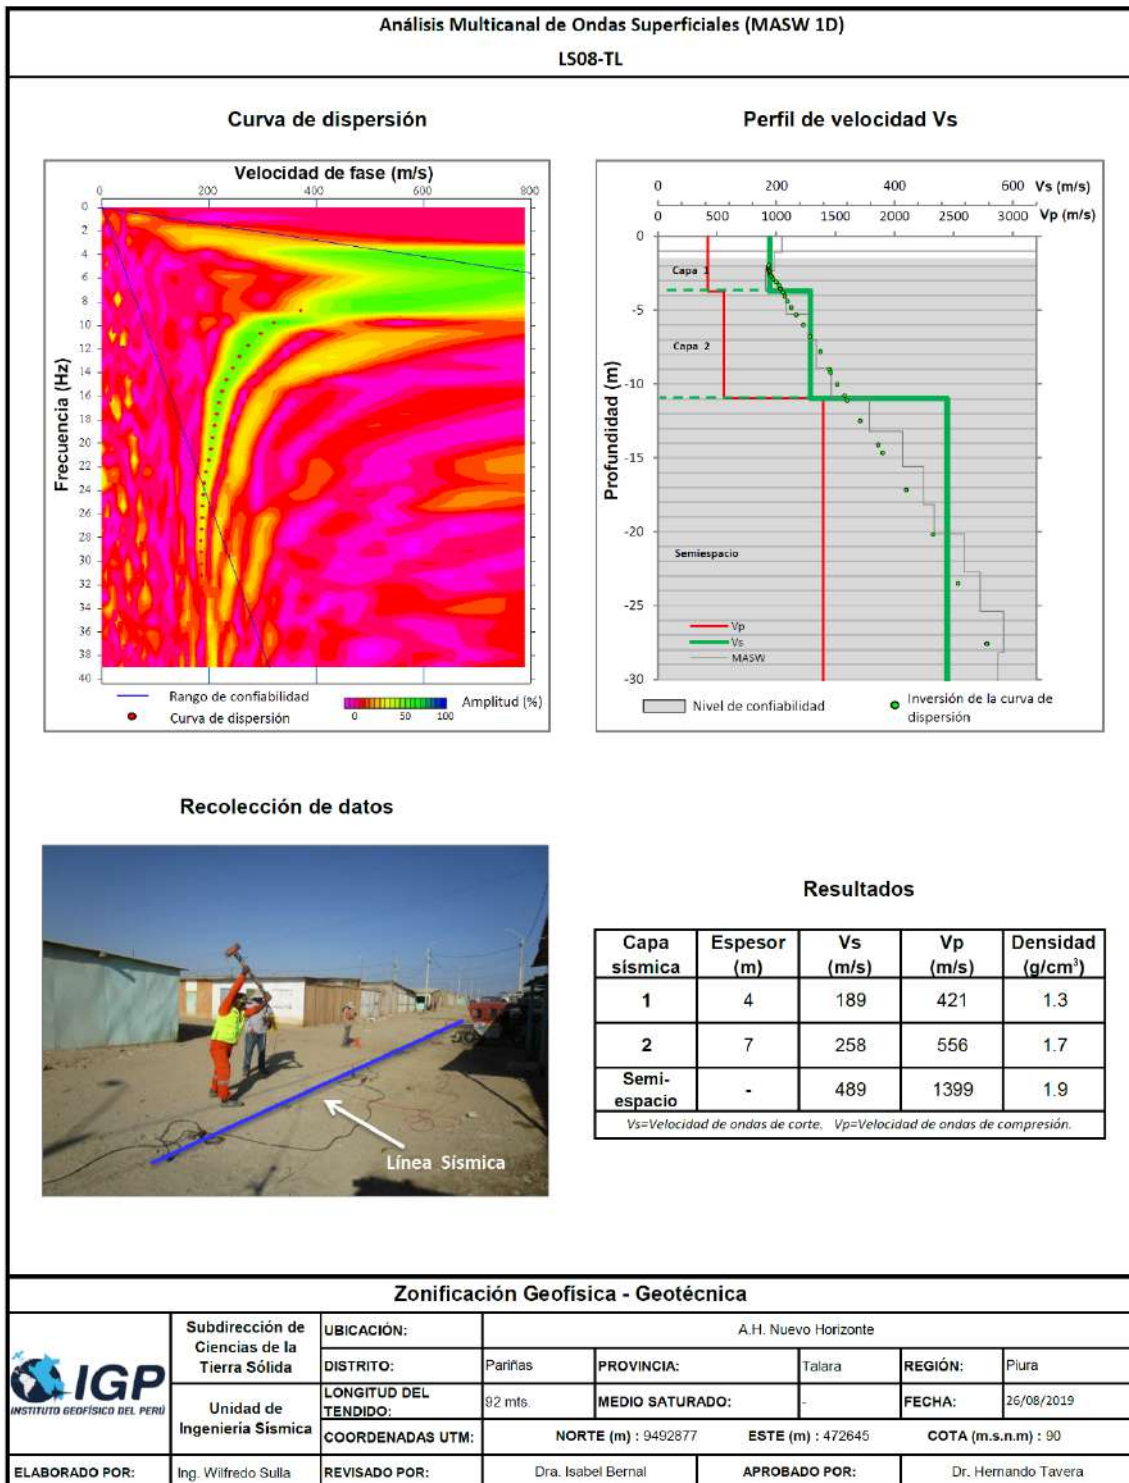 Análisis Multicanal de Ondas Superficiales (MASW 1D)
LS08-TL
Curva de dispersión
Velocidad de fase (m/s)
0 200 400 600 800
Frecuencia (Hz)
0
2
4
6
8
10
12
14
16
18
20
22
24
26
28
30
32
34
36
38
40
Rango de confiabilidad
Curva de dispersión
Amplitud (%)
0 50 100
Perfil de velocidad Vs
0 200 400 600 Vs (m/s)
0 500 1000 1500 2000 2500 3000 Vp (m/s)
Profundidad (m)
0
-5
-10
-15
-20
-25
-30
Capa 1
Capa 2
Semiespacio
Vp
Vs
MASW
Nivel de confiabilidad
Inversión de la curva de
dispersión
Recolección de datos
Línea Sísmica
Resultados
Capa sísmica Espesor (m) Vs (m/s) Vp (m/s) Densidad (g/cm³)
1 4 189 421 1.3
2 7 258 556 1.7
Semi-espacio - 489 1399 1.9
Vs=Velocidad de ondas de corte. Vp=Velocidad de ondas de compresión.
Zonificación Geofísica - Geotécnica
IGP
INSTITUTO GEOFÍSICO DEL PERÚ
Subdirección de
Ciencias de la
Tierra Sólida
Unidad de
Ingeniería Sísmica
UBICACIÓN: A.H. Nuevo Horizonte
DISTRITO: Pariñas PROVINCIA: Talara REGIÓN: Piura
LONGITUD DEL TENDIDO: 92 mts. MEDIO SATURADO: - FECHA: 26/08/2019
COORDENADAS UTM: NORTE (m) : 9492877 ESTE (m) : 472645 COTA (m.s.n.m) : 90
ELABORADO POR: Ing. Wilfredo Sulla REVISADO POR: Dra. Isabel Bernal APROBADO POR: Dr. Hernando Tavera